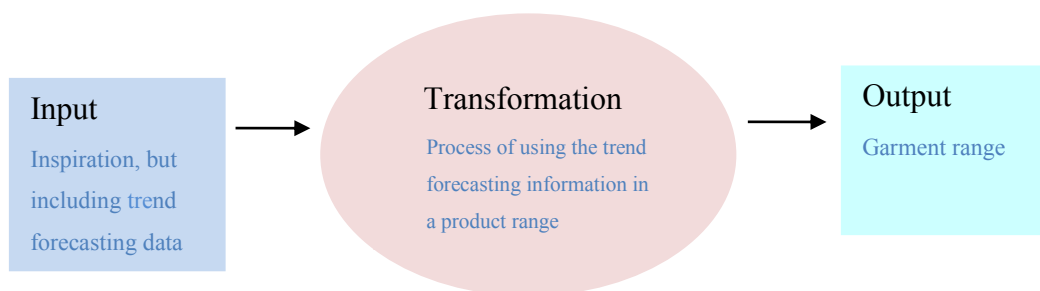 Input
Inspiration, but
including trend
forecasting data
Transformation
Process of using the trend
forecasting information in
a product range
Output
Garment range